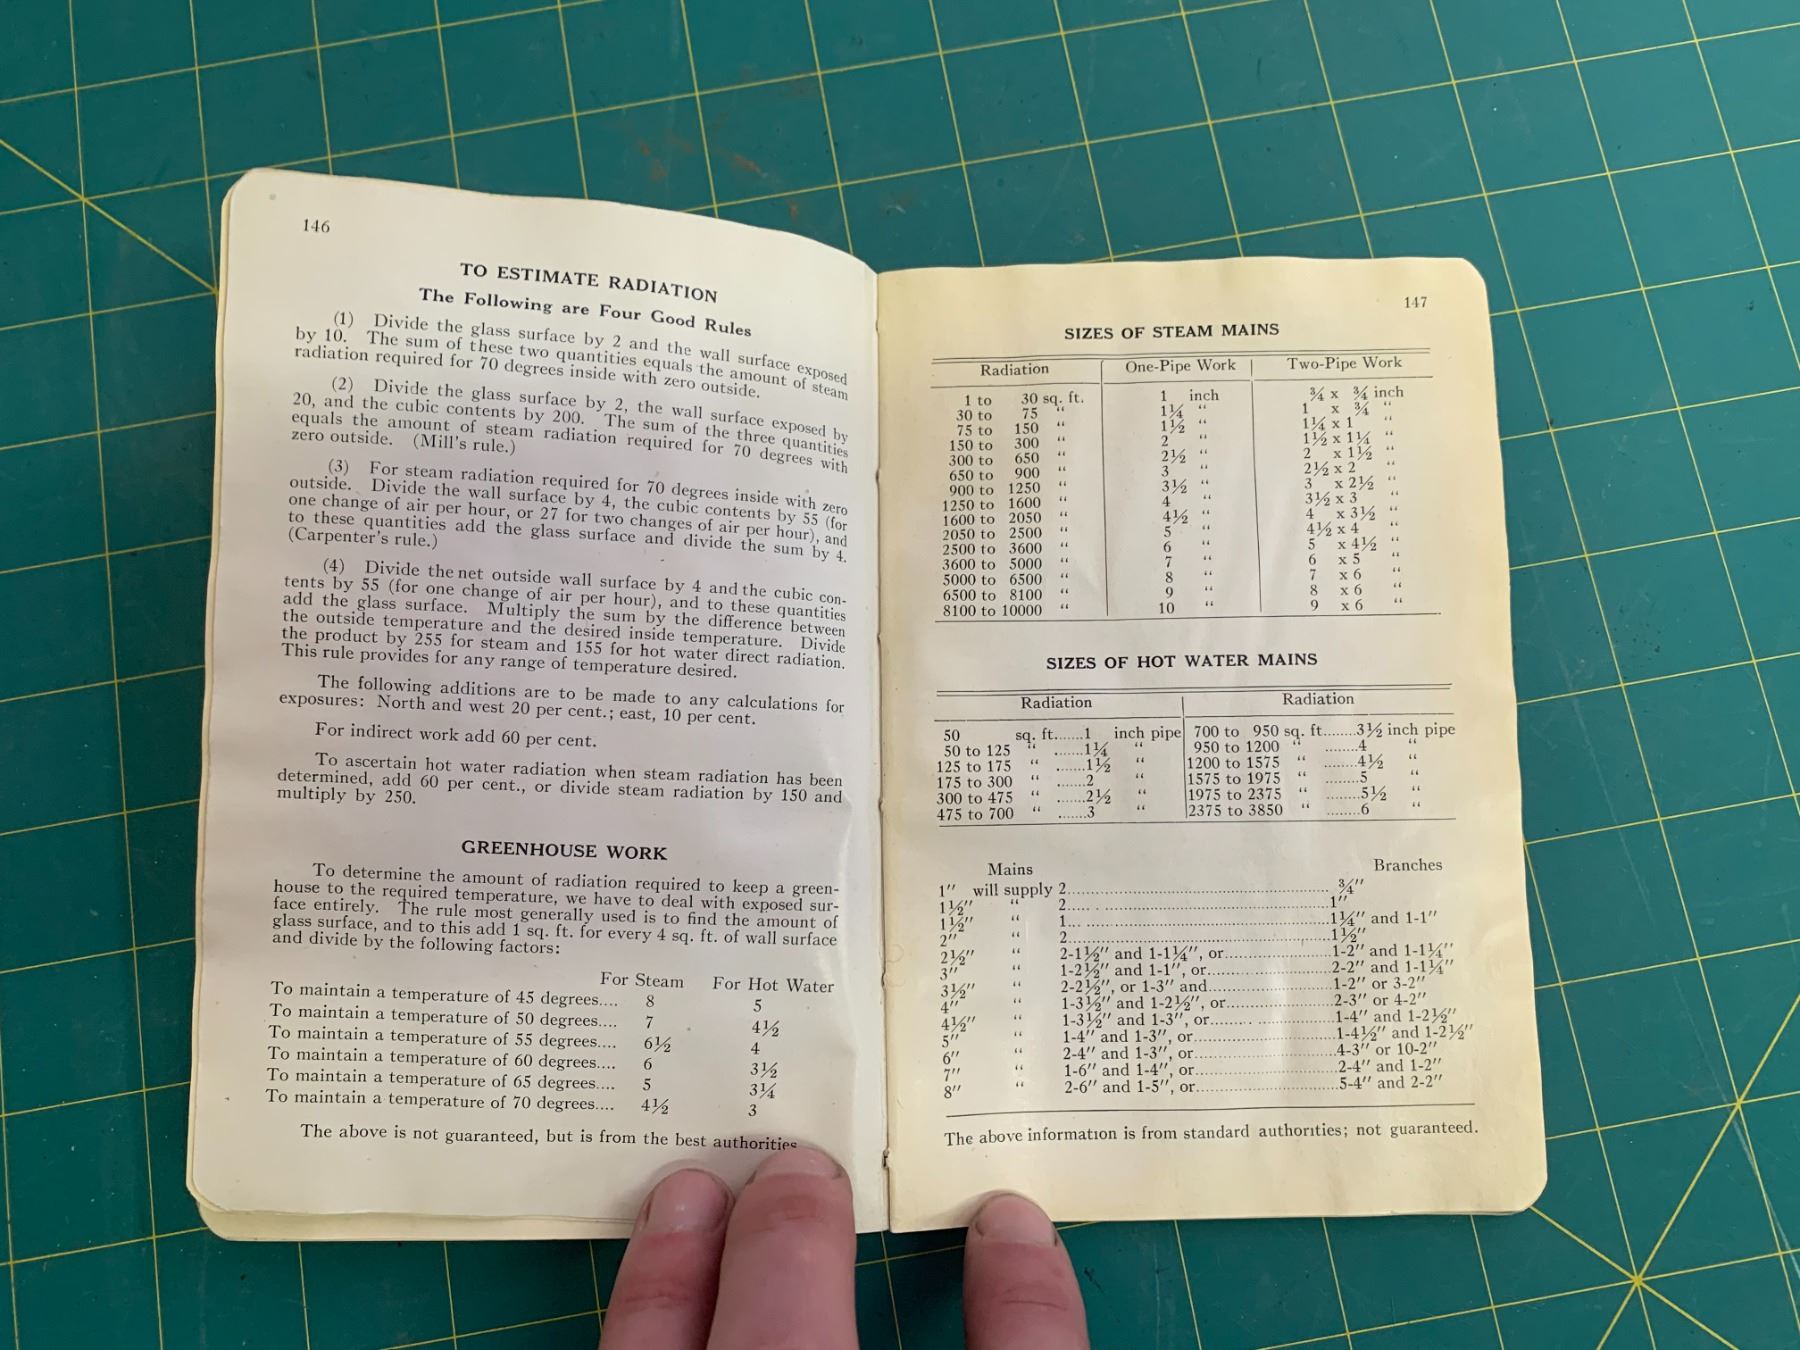 146
TO ESTIMATE RADIATION
The Following are Four Good Rules
(1) Divide the glass surface by 2 and the wall surface exposed
by 10. The sum of these two quantities equals the amount of steam
radiation required for 70 degrees inside with zero outside.
(2) Divide the glass surface by 2, the wall surface exposed by
20, and the cubic contents by 200. The sum of the three quantities
equals the amount of steam radiation required for 70 degrees with
zero outside. (Mill's rule.)
(3) For steam radiation required for 70 degrees inside with zero
outside. Divide the wall surface by 4, the cubic contents by 55 (for
one change of air per hour, or 27 for two changes of air per hour), and
to these quantities add the glass surface and divide the sum by 4.
(Carpenter's rule.)
(4) Divide the net outside wall surface by 4 and the cubic con-
tents by 55 (for one change of air per hour), and to these quantities
add the glass surface. Multiply the sum by the difference between
the outside temperature and the desired inside temperature. Divide
the product by 255 for steam and 155 for hot water direct radiation.
This rule provides for any range of temperature desired.
The following additions are to be made to any calculations for
exposures: North and west 20 per cent.; east, 10 per cent.
For indirect work add 60 per cent.
To ascertain hot water radiation when steam radiation has been
determined, add 60 per cent., or divide steam radiation by 150 and
multiply by 250.
GREENHOUSE WORK
To determine the amount of radiation required to keep a green-
house to the required temperature, we have to deal with exposed sur-
face entirely. The rule most generally used is to find the amount of
glass surface, and to this add 1 sq. ft. for every 4 sq. ft. of wall surface
and divide by the following factors:
For Steam For Hot Water
To maintain a temperature of 45 degrees.... 8 5
To maintain a temperature of 50 degrees.... 7 4½
To maintain a temperature of 55 degrees.... 6½ 4
To maintain a temperature of 60 degrees.... 6 3½
To maintain a temperature of 65 degrees.... 5 3¼
To maintain a temperature of 70 degrees.... 4½ 3
The above is not guaranteed, but is from the best authorities
147
SIZES OF STEAM MAINS
Radiation One-Pipe Work Two-Pipe Work
1 to 30 sq. ft. 1 inch ¾ x ¾ inch
30 to 75 " 1¼ " 1 x ¾ "
75 to 150 " 1½ " 1¼ x 1 "
150 to 300 " 2 " 1½ x 1¼ "
300 to 650 " 2½ " 2 x 1½ "
650 to 900 " 3 " 2½ x 2 "
900 to 1250 " 3½ " 3 x 2½ "
1250 to 1600 " 4 " 3½ x 3 "
1600 to 2050 " 4½ " 4 x 3½ "
2050 to 2500 " 5 " 4½ x 4 "
2500 to 3600 " 6 " 5 x 4½ "
3600 to 5000 " 7 " 6 x 5 "
5000 to 6500 " 8 " 7 x 6 "
6500 to 8100 " 9 " 8 x 6 "
8100 to 10000 " 10 " 9 x 6 "
SIZES OF HOT WATER MAINS
Radiation Radiation
50 sq. ft......1 inch pipe 700 to 950 sq. ft........3½ inch pipe
50 to 125 " .......1¼ " 950 to 1200 " ........4 "
125 to 175 " .......1½ " 1200 to 1575 " ........4½ "
175 to 300 " .......2 " 1575 to 1975 " ........5 "
300 to 475 " .......2½ " 1975 to 2375 " ........5½ "
475 to 700 " .......3 " 2375 to 3850 " ........6 "
Mains Branches
1" will supply 2.......... ¾"
1½" " 2..........1"
1½" " 1..........1¼" and 1-1"
2" " 2..........1½"
2½" " 2-1½" and 1-1¼", or..........1-2" and 1-1¼"
3" " 1-2½" and 1-1", or..........2-2" and 1-1¼"
3½" " 2-2½", or 1-3" and..........1-2" or 3-2"
4" " 1-3½" and 1-2½", or..........2-3" or 4-2"
4½" " 1-3½" and 1-3", or..........1-4" and 1-2½"
5" " 1-4" and 1-3", or..........1-4½" and 1-2½"
6" " 2-4" and 1-3", or..........4-3" or 10-2"
7" " 1-6" and 1-4", or..........2-4" and 1-2"
8" " 2-6" and 1-5", or..........5-4" and 2-2"
The above information is from standard authorities; not guaranteed.